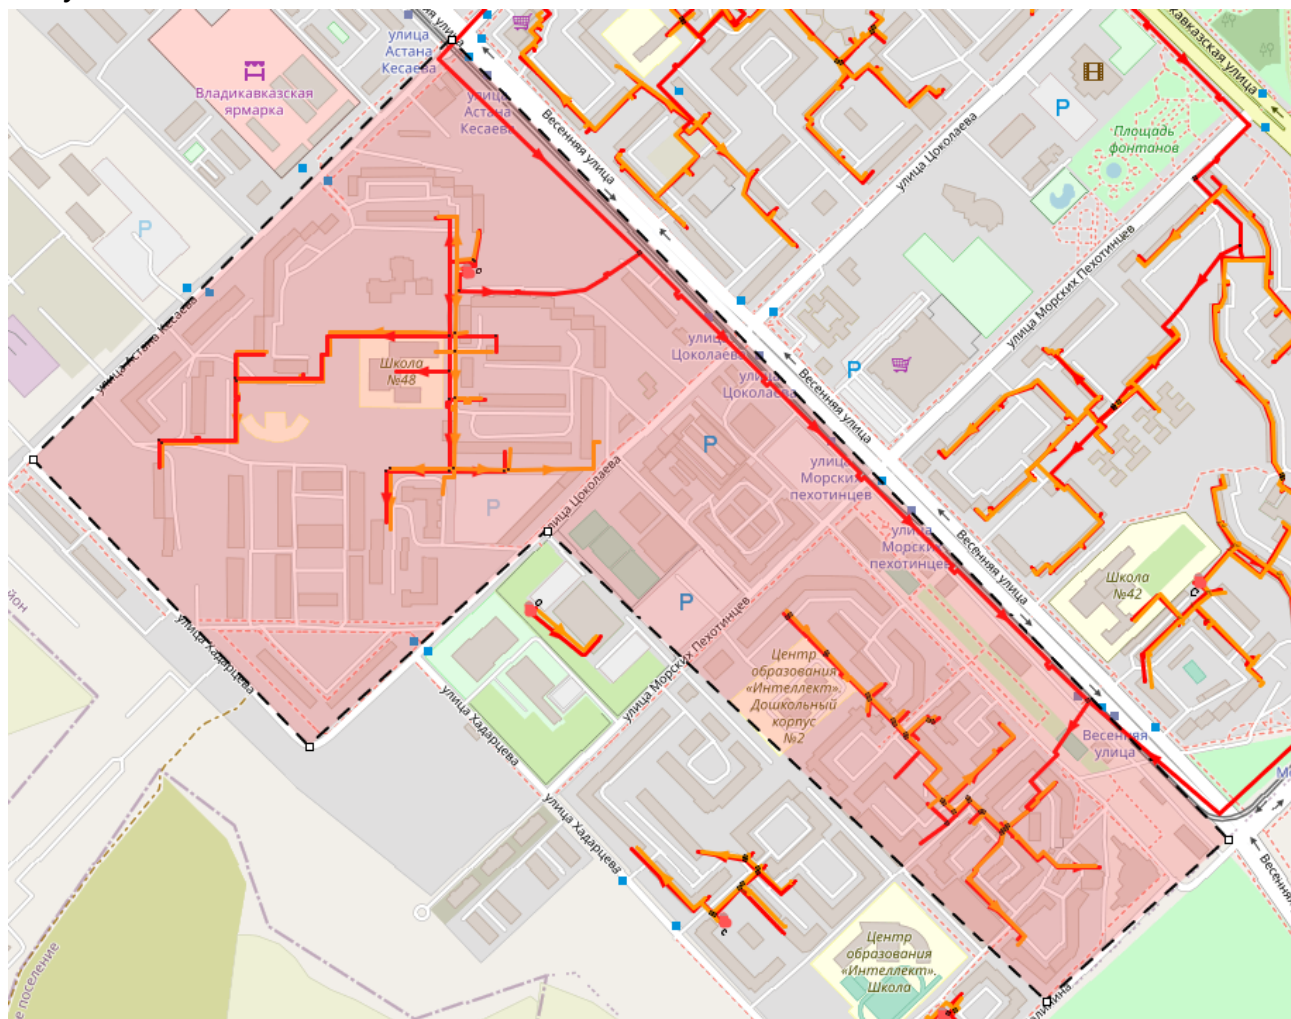 улица
Астана
Кесаева
Владикавказская
ярмарка
P
улица
Астана
Кесаева
Весенняя улица
улица Цоколаева
P
Площадь
фонтанов
кавказская улица
улица Морских Пехотинцев
улица Астана Кесаева
Школа
№48
улица
Цоколаева
улица
Цоколаева
P
Весенняя улица
P
улица
Морских
пехотинцев
улица
Морских
пехотинцев
Весенняя улица
P
улица Цоколаева
P
Школа
№42
улица Хадарцева
улица Хадарцева
улица Морских Пехотинцев
Центр
образования
«Интеллект».
Дошкольный
корпус
№2
Весенняя
улица
улица Хадарцева
Весенняя
Центр
образования
«Интеллект».
Школа
е поселение